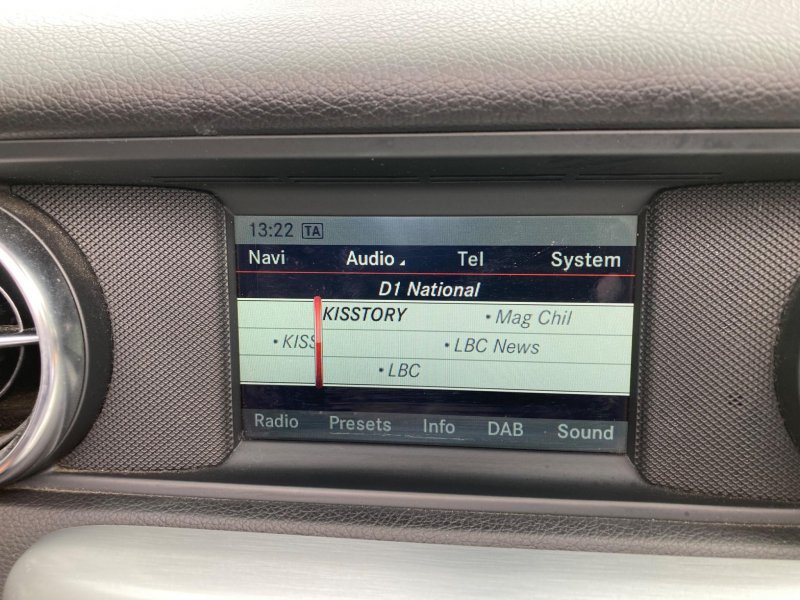 13:22 TA
Navi Audio Tel System
D1 National
KISSTORY • Mag Chil
• KISS • LBC News
• LBC
Radio Presets Info DAB Sound